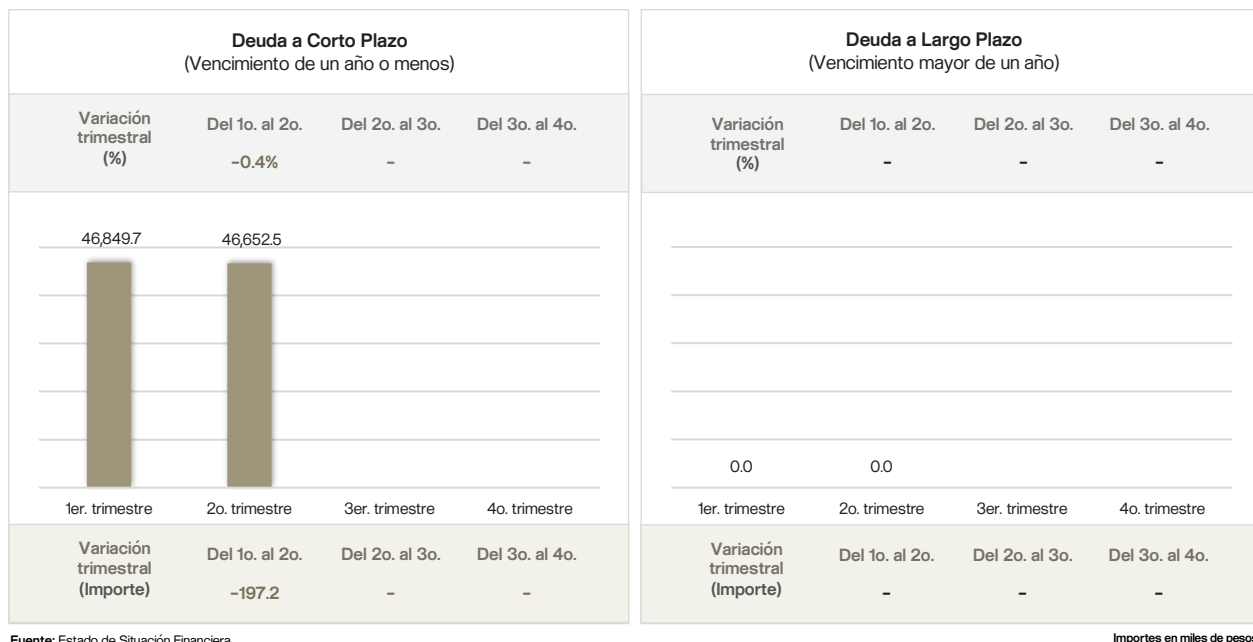 Deuda a Corto Plazo
(Vencimiento de un año o menos)
Variación trimestral (%)
Del 1o. al 2o.
Del 2o. al 3o.
Del 3o. al 4o.
-0.4%
-
-
46,849.7
46,652.5
1er. trimestre
2o. trimestre
3er. trimestre
4o. trimestre
Variación trimestral (Importe)
Del 1o. al 2o.
Del 2o. al 3o.
Del 3o. al 4o.
-197.2
-
-
Deuda a Largo Plazo
(Vencimiento mayor de un año)
Variación trimestral (%)
Del 1o. al 2o.
Del 2o. al 3o.
Del 3o. al 4o.
-
-
-
0.0
0.0
1er. trimestre
2o. trimestre
3er. trimestre
4o. trimestre
Variación trimestral (Importe)
Del 1o. al 2o.
Del 2o. al 3o.
Del 3o. al 4o.
-
-
-
Fuente: Estado de Situación Financiera
Importes en miles de pesos